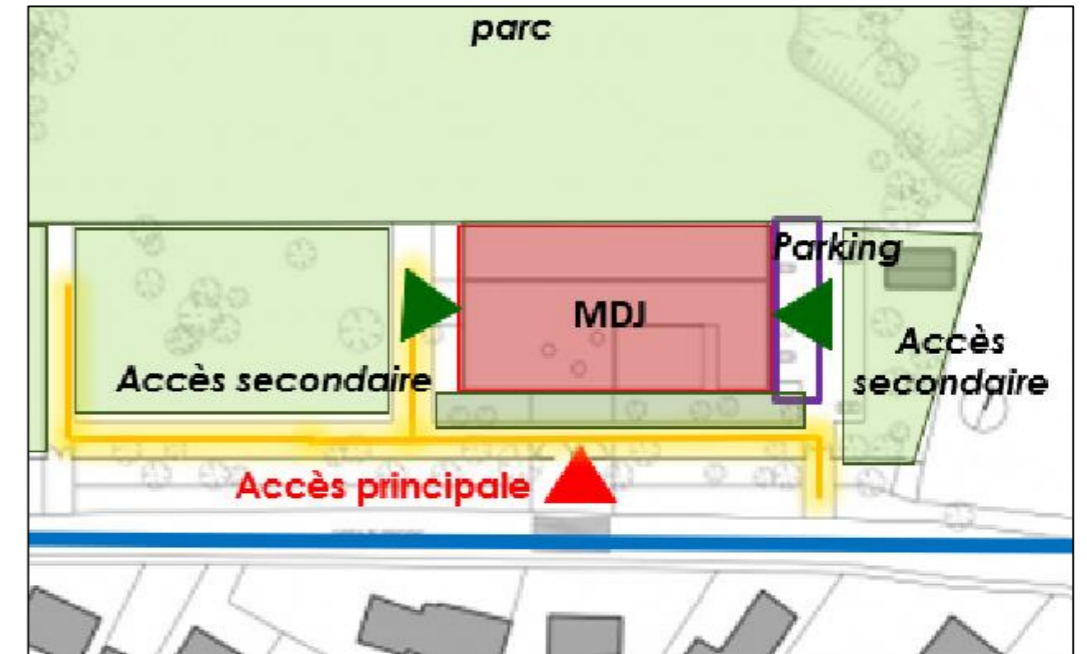 parc
Parking
MDJ
Accès
secondaire
Accès secondaire
Accès principale